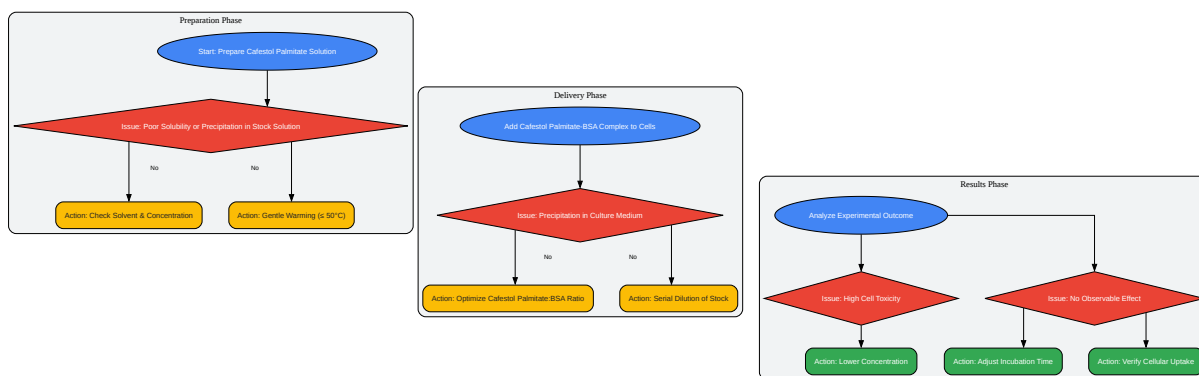 Preparation Phase
Start: Prepare Cafestol Palmitate Solution
Issue: Poor Solubility or Precipitation in Stock Solution
No
No
Action: Check Solvent & Concentration
Action: Gentle Warming (≤ 50°C)
Delivery Phase
Add Cafestol Palmitate-BSA Complex to Cells
Issue: Precipitation in Culture Medium
No
No
Action: Optimize Cafestol Palmitate:BSA Ratio
Action: Serial Dilution of Stock
Results Phase
Analyze Experimental Outcome
Issue: High Cell Toxicity
Issue: No Observable Effect
Action: Lower Concentration
Action: Adjust Incubation Time
Action: Verify Cellular Uptake